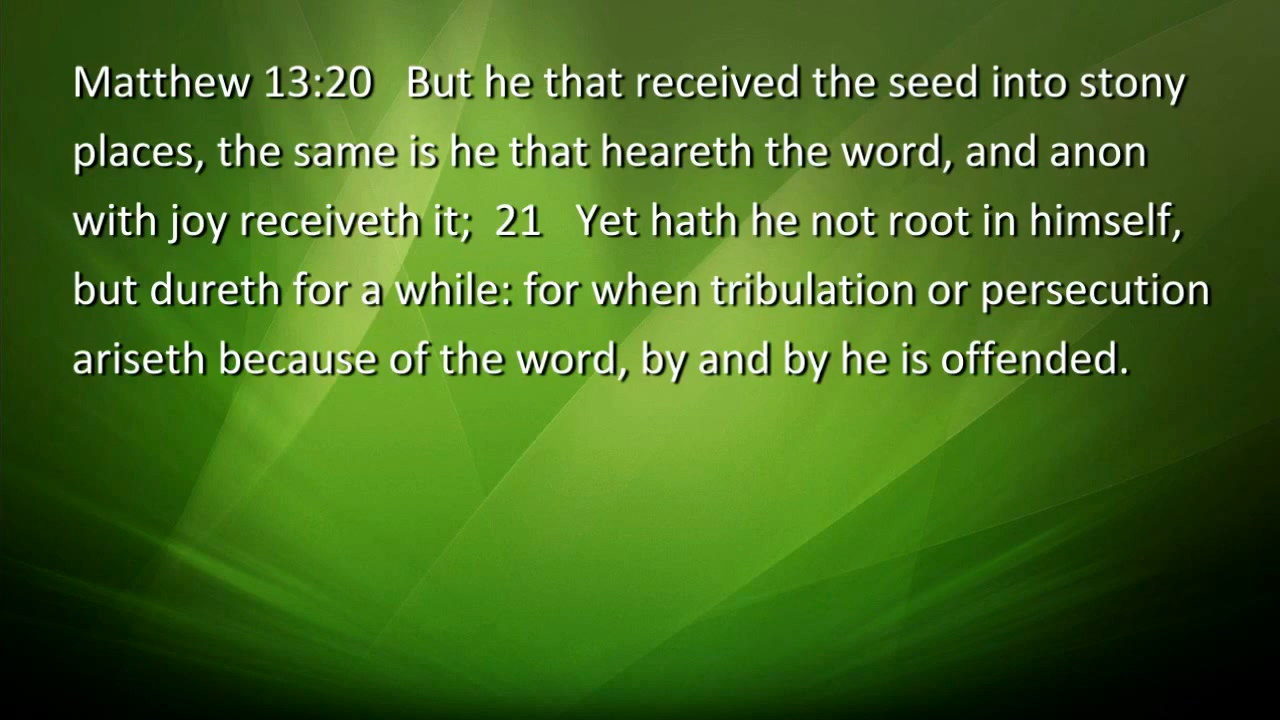 Matthew 13:20   But he that received the seed into stony
places, the same is he that heareth the word, and anon
with joy receiveth it;  21   Yet hath he not root in himself,
but dureth for a while: for when tribulation or persecution
ariseth because of the word, by and by he is offended.